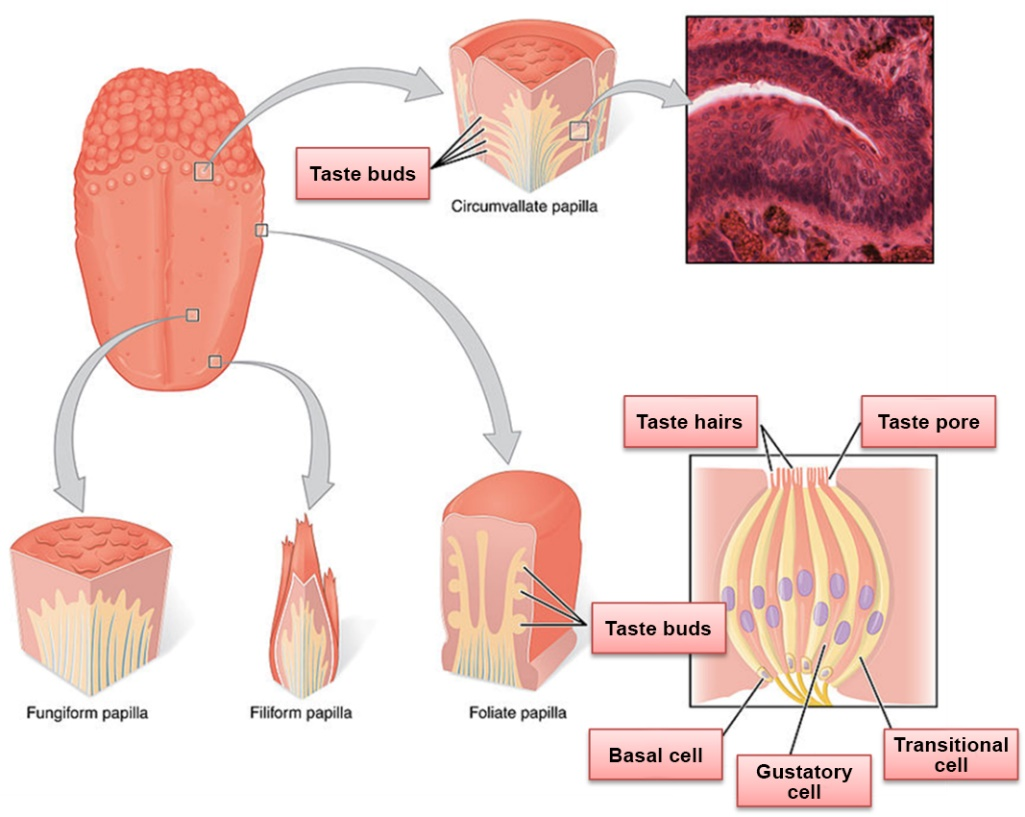 Taste buds
Circumvallate papilla
Taste hairs
Taste pore
Taste buds
Fungiform papilla
Filiform papilla
Foliate papilla
Basal cell
Gustatory
cell
Transitional
cell